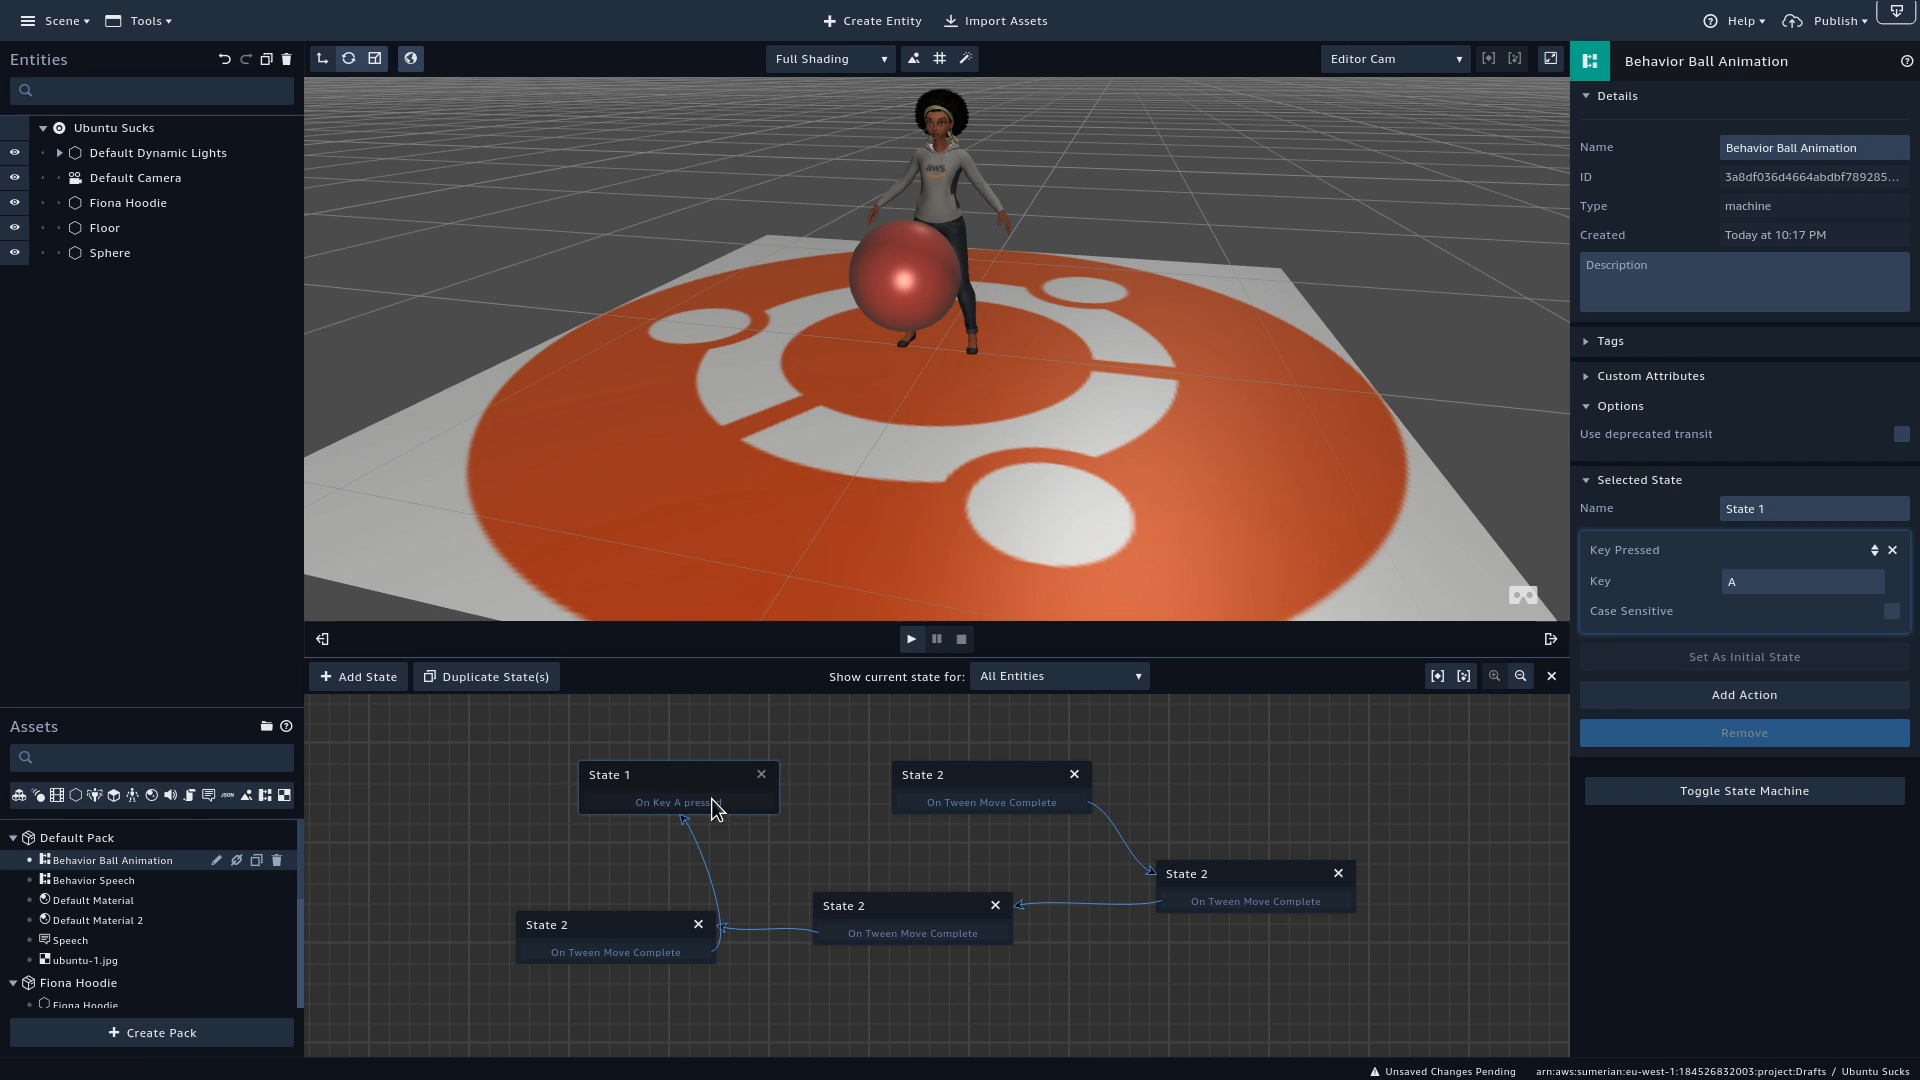 Scene
Tools
Create Entity
Import Assets
Help
Publish
Entities
Full Shading
Editor Cam
Behavior Ball Animation
Ubuntu Sucks
Default Dynamic Lights
Default Camera
Fiona Hoodie
Floor
Sphere
aws
Details
Name
Behavior Ball Animation
ID
3a8df036d4664abdbf789285...
Type
machine
Created
Today at 10:17 PM
Description
Tags
Custom Attributes
Options
Use deprecated transit
Selected State
Name
State 1
Key Pressed
Key
A
Case Sensitive
Set As Initial State
Add Action
Remove
Toggle State Machine
Add State
Duplicate State(s)
Show current state for:
All Entities
State 1
On Key A pressed
State 2
On Tween Move Complete
State 2
On Tween Move Complete
State 2
On Tween Move Complete
State 2
On Tween Move Complete
Assets
JSON
Default Pack
Behavior Ball Animation
Behavior Speech
Default Material
Default Material 2
Speech
ubuntu-1.jpg
Fiona Hoodie
Fiona Hoodie
Create Pack
Unsaved Changes Pending
arn:aws:sumerian:eu-west-1:184526832003:project:Drafts / Ubuntu Sucks